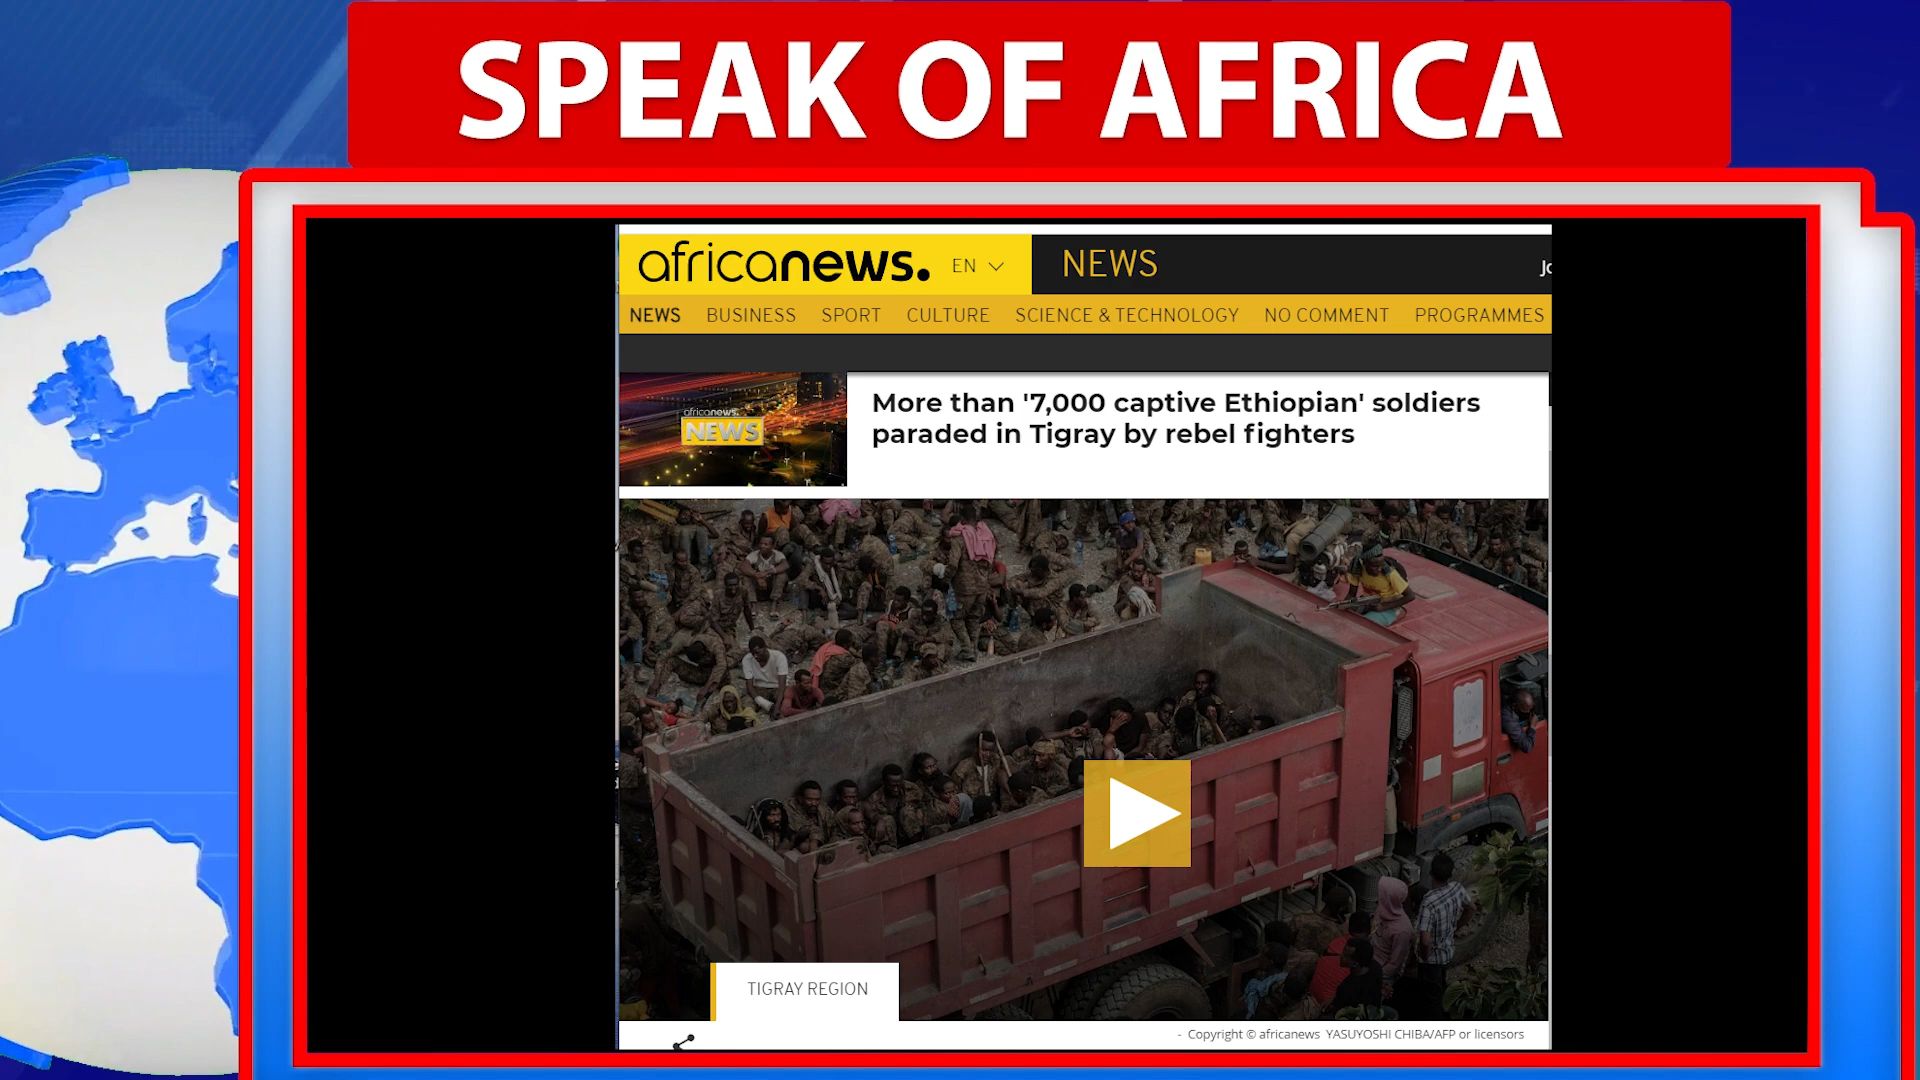 SPEAK OF AFRICA
africanews. EN NEWS
NEWS BUSINESS SPORT CULTURE SCIENCE & TECHNOLOGY NO COMMENT PROGRAMMES
africanews.
NEWS
More than '7,000 captive Ethiopian' soldiers
paraded in Tigray by rebel fighters
TIGRAY REGION
- Copyright © africanews YASUYOSHI CHIBA/AFP or licensors